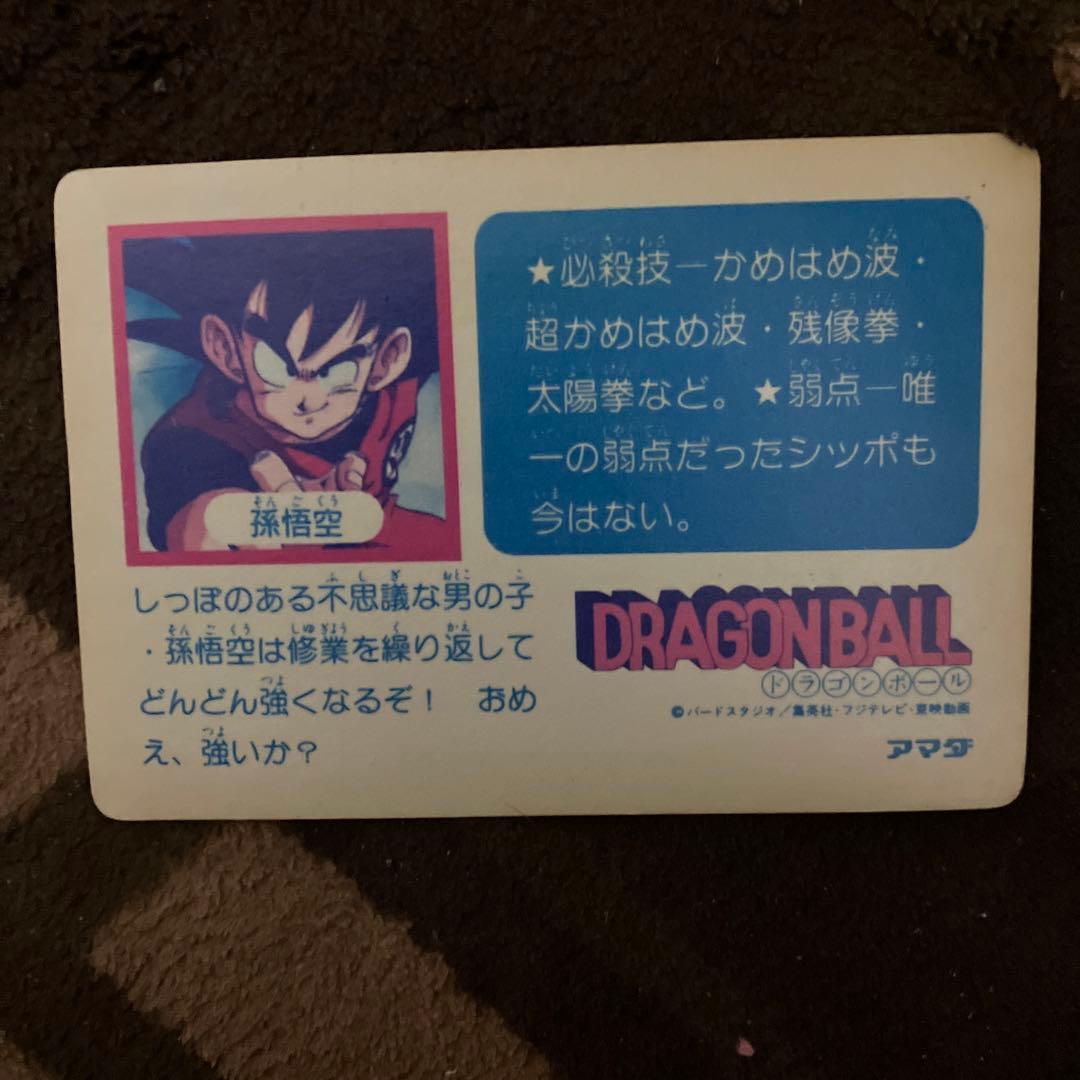 孫悟空
★必殺技―かめはめ波・
超かめはめ波・残像拳・
太陽拳など。★弱点―唯
一の弱点だったシッポも
今はない。
しっぽのある不思議な男の子
・孫悟空は修業を繰り返して
どんどん強くなるぞ! おめ
え、強いか?
DRAGON BALL
ドラゴンボール
©バードスタジオ/集英社・フジテレビ・東映動画
アマダ